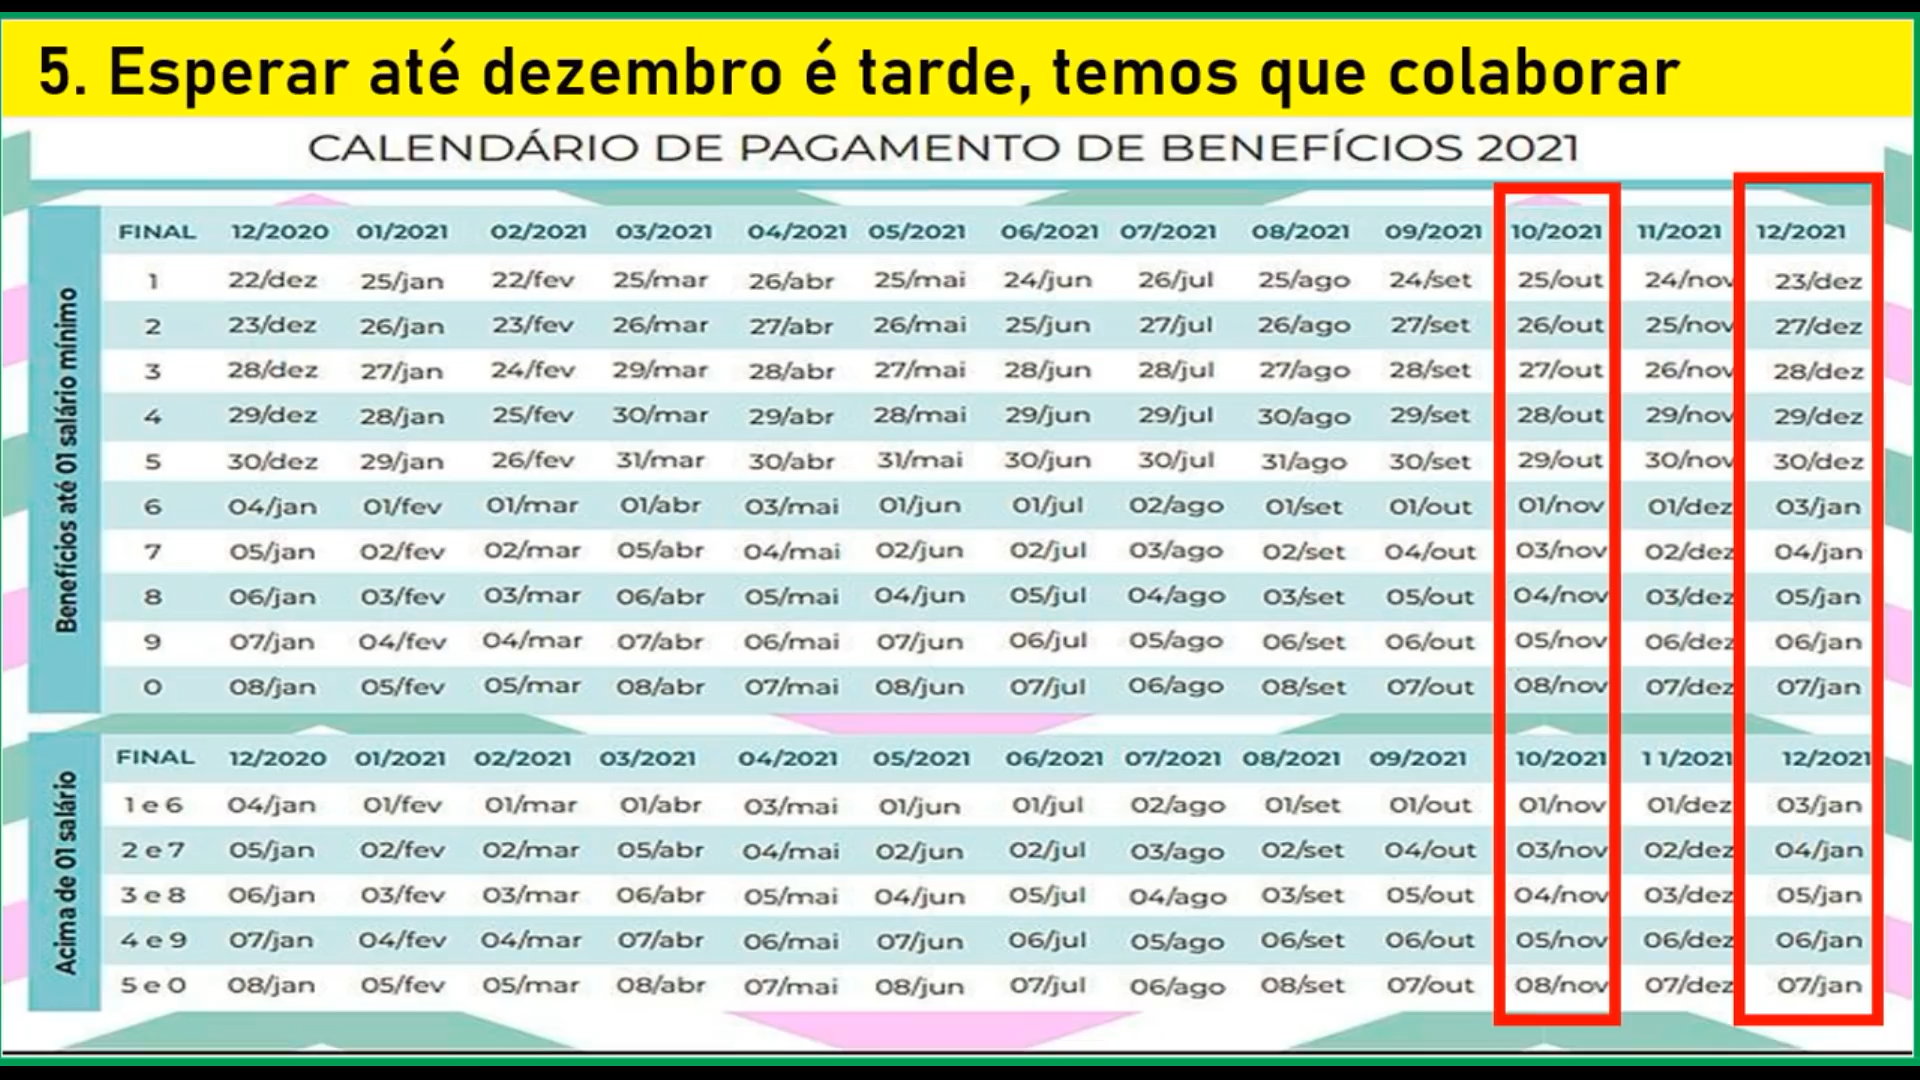 5. Esperar até dezembro é tarde, temos que colaborar
CALENDÁRIO DE PAGAMENTO DE BENEFÍCIOS 2021
Benefícios até 01 salário mínimo
FINAL 12/2020 01/2021 02/2021 03/2021 04/2021 05/2021 06/2021 07/2021 08/2021 09/2021 10/2021 11/2021 12/2021
1 22/dez 25/jan 22/fev 25/mar 26/abr 25/mai 24/jun 26/jul 25/ago 24/set 25/out 24/nov 23/dez
2 23/dez 26/jan 23/fev 26/mar 27/abr 26/mai 25/jun 27/jul 26/ago 27/set 26/out 25/nov 27/dez
3 28/dez 27/jan 24/fev 29/mar 28/abr 27/mai 28/jun 28/jul 27/ago 28/set 27/out 26/nov 28/dez
4 29/dez 28/jan 25/fev 30/mar 29/abr 28/mai 29/jun 29/jul 30/ago 29/set 28/out 29/nov 29/dez
5 30/dez 29/jan 26/fev 31/mar 30/abr 31/mai 30/jun 30/jul 31/ago 30/set 29/out 30/nov 30/dez
6 04/jan 01/fev 01/mar 01/abr 03/mai 01/jun 01/jul 02/ago 01/set 01/out 01/nov 01/dez 03/jan
7 05/jan 02/fev 02/mar 05/abr 04/mai 02/jun 02/jul 03/ago 02/set 04/out 03/nov 02/dez 04/jan
8 06/jan 03/fev 03/mar 06/abr 05/mai 04/jun 05/jul 04/ago 03/set 05/out 04/nov 03/dez 05/jan
9 07/jan 04/fev 04/mar 07/abr 06/mai 07/jun 06/jul 05/ago 06/set 06/out 05/nov 06/dez 06/jan
0 08/jan 05/fev 05/mar 08/abr 07/mai 08/jun 07/jul 06/ago 08/set 07/out 08/nov 07/dez 07/jan
Acima de 01 salário
FINAL 12/2020 01/2021 02/2021 03/2021 04/2021 05/2021 06/2021 07/2021 08/2021 09/2021 10/2021 11/2021 12/2021
1 e 6 04/jan 01/fev 01/mar 01/abr 03/mai 01/jun 01/jul 02/ago 01/set 01/out 01/nov 01/dez 03/jan
2 e 7 05/jan 02/fev 02/mar 05/abr 04/mai 02/jun 02/jul 03/ago 02/set 04/out 03/nov 02/dez 04/jan
3 e 8 06/jan 03/fev 03/mar 06/abr 05/mai 04/jun 05/jul 04/ago 03/set 05/out 04/nov 03/dez 05/jan
4 e 9 07/jan 04/fev 04/mar 07/abr 06/mai 07/jun 06/jul 05/ago 06/set 06/out 05/nov 06/dez 06/jan
5 e 0 08/jan 05/fev 05/mar 08/abr 07/mai 08/jun 07/jul 06/ago 08/set 07/out 08/nov 07/dez 07/jan